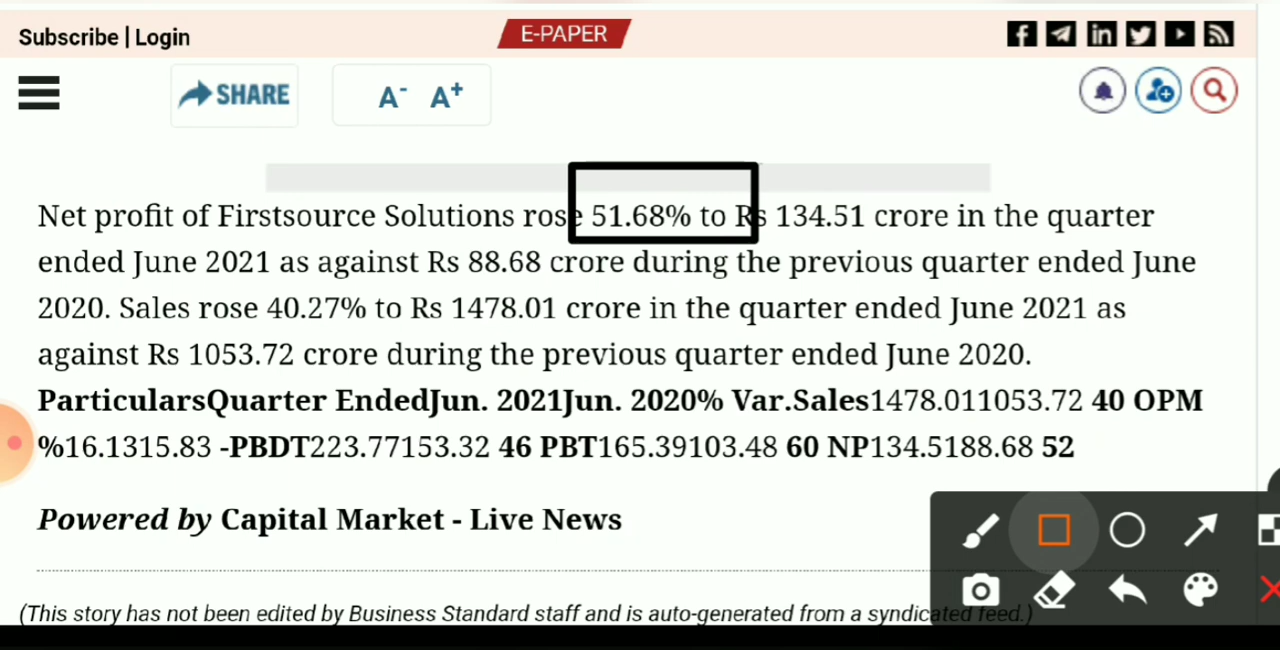 Subscribe | Login
E-PAPER
SHARE
A- A+
Net profit of Firstsource Solutions rose 51.68% to Rs 134.51 crore in the quarter
ended June 2021 as against Rs 88.68 crore during the previous quarter ended June
2020. Sales rose 40.27% to Rs 1478.01 crore in the quarter ended June 2021 as
against Rs 1053.72 crore during the previous quarter ended June 2020.
ParticularsQuarter EndedJun. 2021Jun. 2020% Var.Sales1478.011053.72 40 OPM
%16.1315.83 -PBDT223.77153.32 46 PBT165.39103.48 60 NP134.5188.68 52
Powered by Capital Market - Live News
(This story has not been edited by Business Standard staff and is auto-generated from a syndicated feed.)